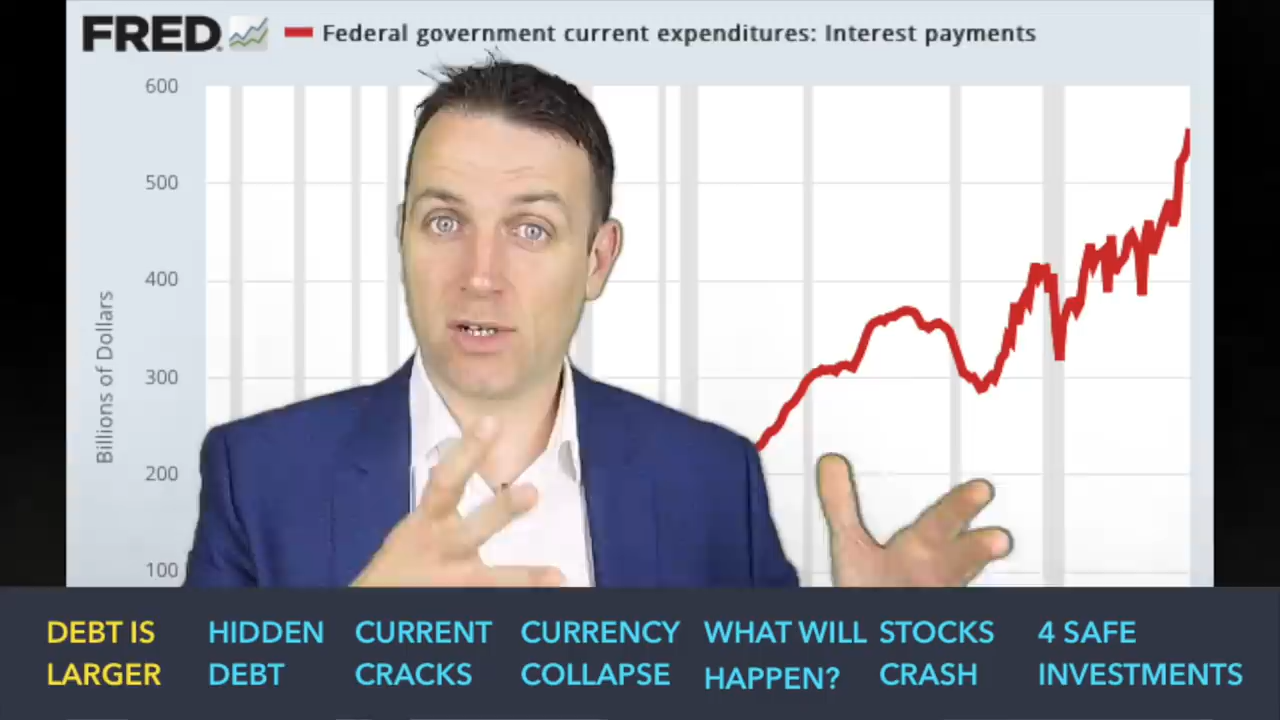 FRED Federal government current expenditures: Interest payments
600
500
400
300
200
100
Billions of Dollars
DEBT IS LARGER
HIDDEN DEBT
CURRENT CRACKS
CURRENCY COLLAPSE
WHAT WILL HAPPEN?
STOCKS CRASH
4 SAFE INVESTMENTS